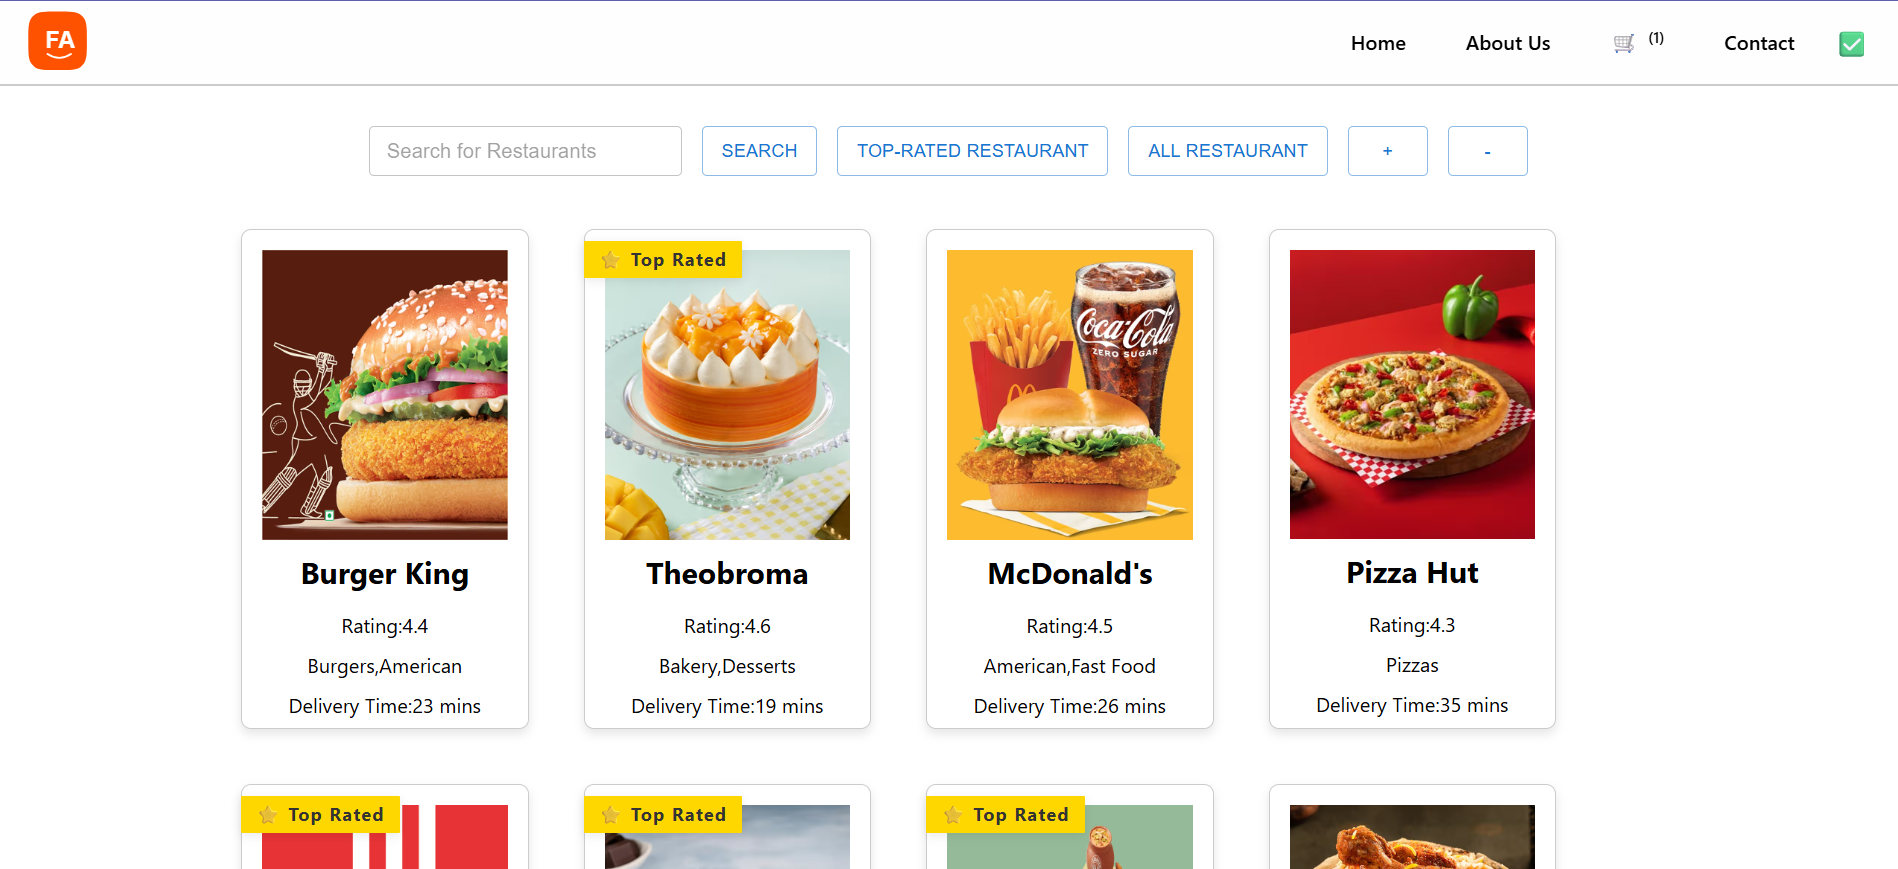 FA
Home
About Us
(1)
Contact
Search for Restaurants
SEARCH
TOP-RATED RESTAURANT
ALL RESTAURANT
+
-
Top Rated
Coca-Cola
ZERO SUGAR
Burger King
Rating:4.4
Burgers,American
Delivery Time:23 mins
Theobroma
Rating:4.6
Bakery,Desserts
Delivery Time:19 mins
McDonald's
Rating:4.5
American,Fast Food
Delivery Time:26 mins
Pizza Hut
Rating:4.3
Pizzas
Delivery Time:35 mins
Top Rated
Top Rated
Top Rated